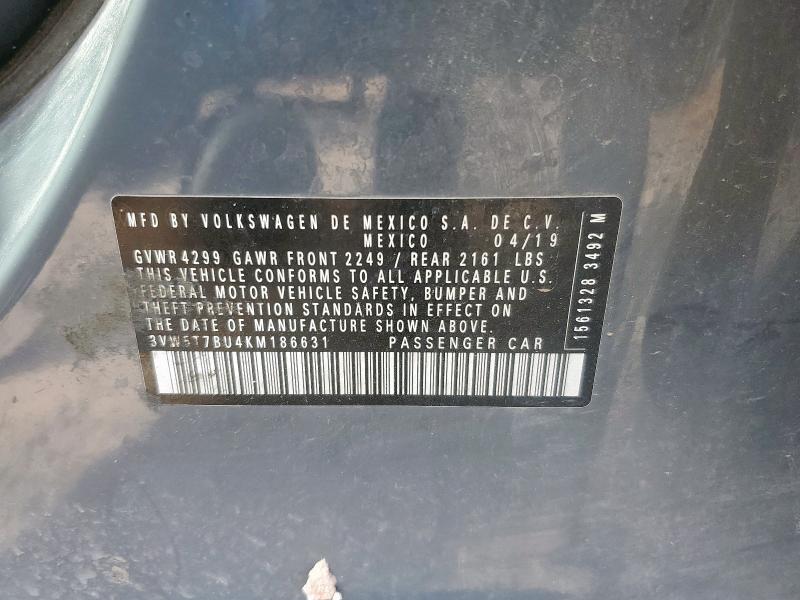 MFD BY VOLKSWAGEN DE MEXICO S.A. DE C.V.
MEXICO 04/19
GVWR 4299 GAWR FRONT 2249 / REAR 2161 LBS
THIS VEHICLE CONFORMS TO ALL APPLICABLE U.S.
FEDERAL MOTOR VEHICLE SAFETY, BUMPER AND
THEFT PREVENTION STANDARDS IN EFFECT ON
THE DATE OF MANUFACTURE SHOWN ABOVE.
3VW5T7BU4KM186631 PASSENGER CAR
1561328 3492 M